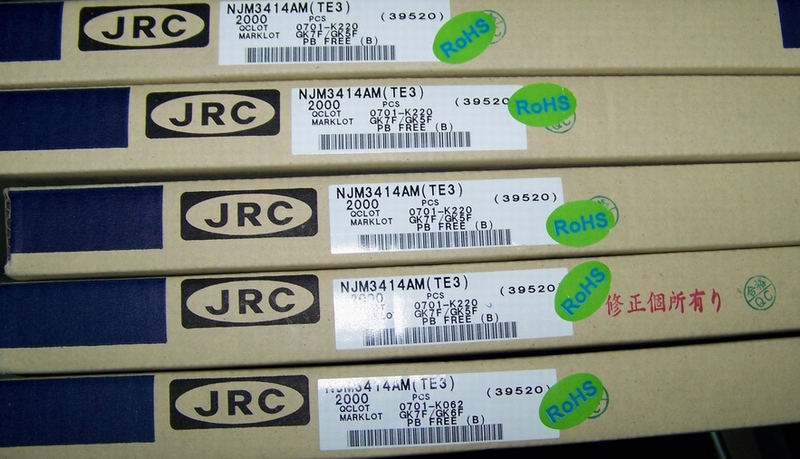 JRC
NJM3414AM(TE3)
2000 PCS (39520)
QCLOT 0701-K220
MARKLOT GK7F/GK5F
PB FREE (B)
RoHS
JRC
NJM3414AM(TE3)
2000 PCS (39520
QCLOT 0701-K220
MARKLOT GK7F/GK5F
PB FREE (B)
RoHS
JRC
NJM3414AM(TE3)
2000 PCS (39520)
QCLOT 0701-K220
MARKLOT GK7F/GK5F
PB FREE (B)
RoHS
JRC
NJM3414AM(TE3)
2000 PCS (39520
QCLOT 0701-K220
MARKLOT GK7F/GK5F
PB FREE (B)
RoHS
修正個所有り
QC
JRC
NJM3414AM(TE3)
2000 PCS (39520)
QCLOT 0701-K062
MARKLOT GK7F/GK6F
PB FREE (B)
RoHS